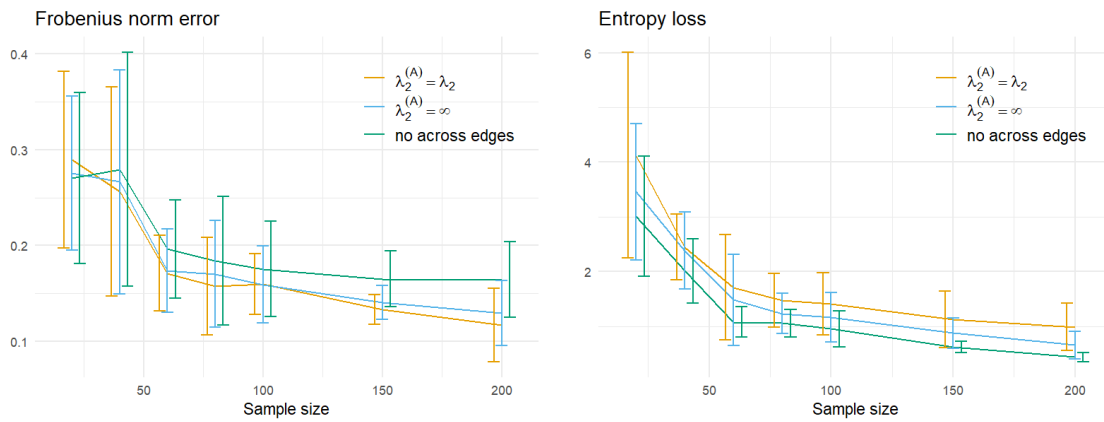 Frobenius norm error
0.4
0.3
0.2
0.1
50
100
150
200
Sample size
λ₂⁽ᴬ⁾ = λ₂
λ₂⁽ᴬ⁾ = ∞
no across edges
Entropy loss
6
4
2
50
100
150
200
Sample size
λ₂⁽ᴬ⁾ = λ₂
λ₂⁽ᴬ⁾ = ∞
no across edges